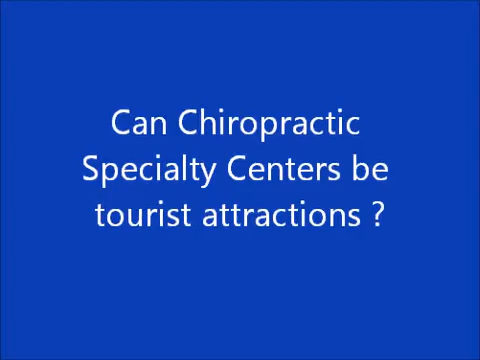 Can Chiropractic
Specialty Centers be
tourist attractions ?